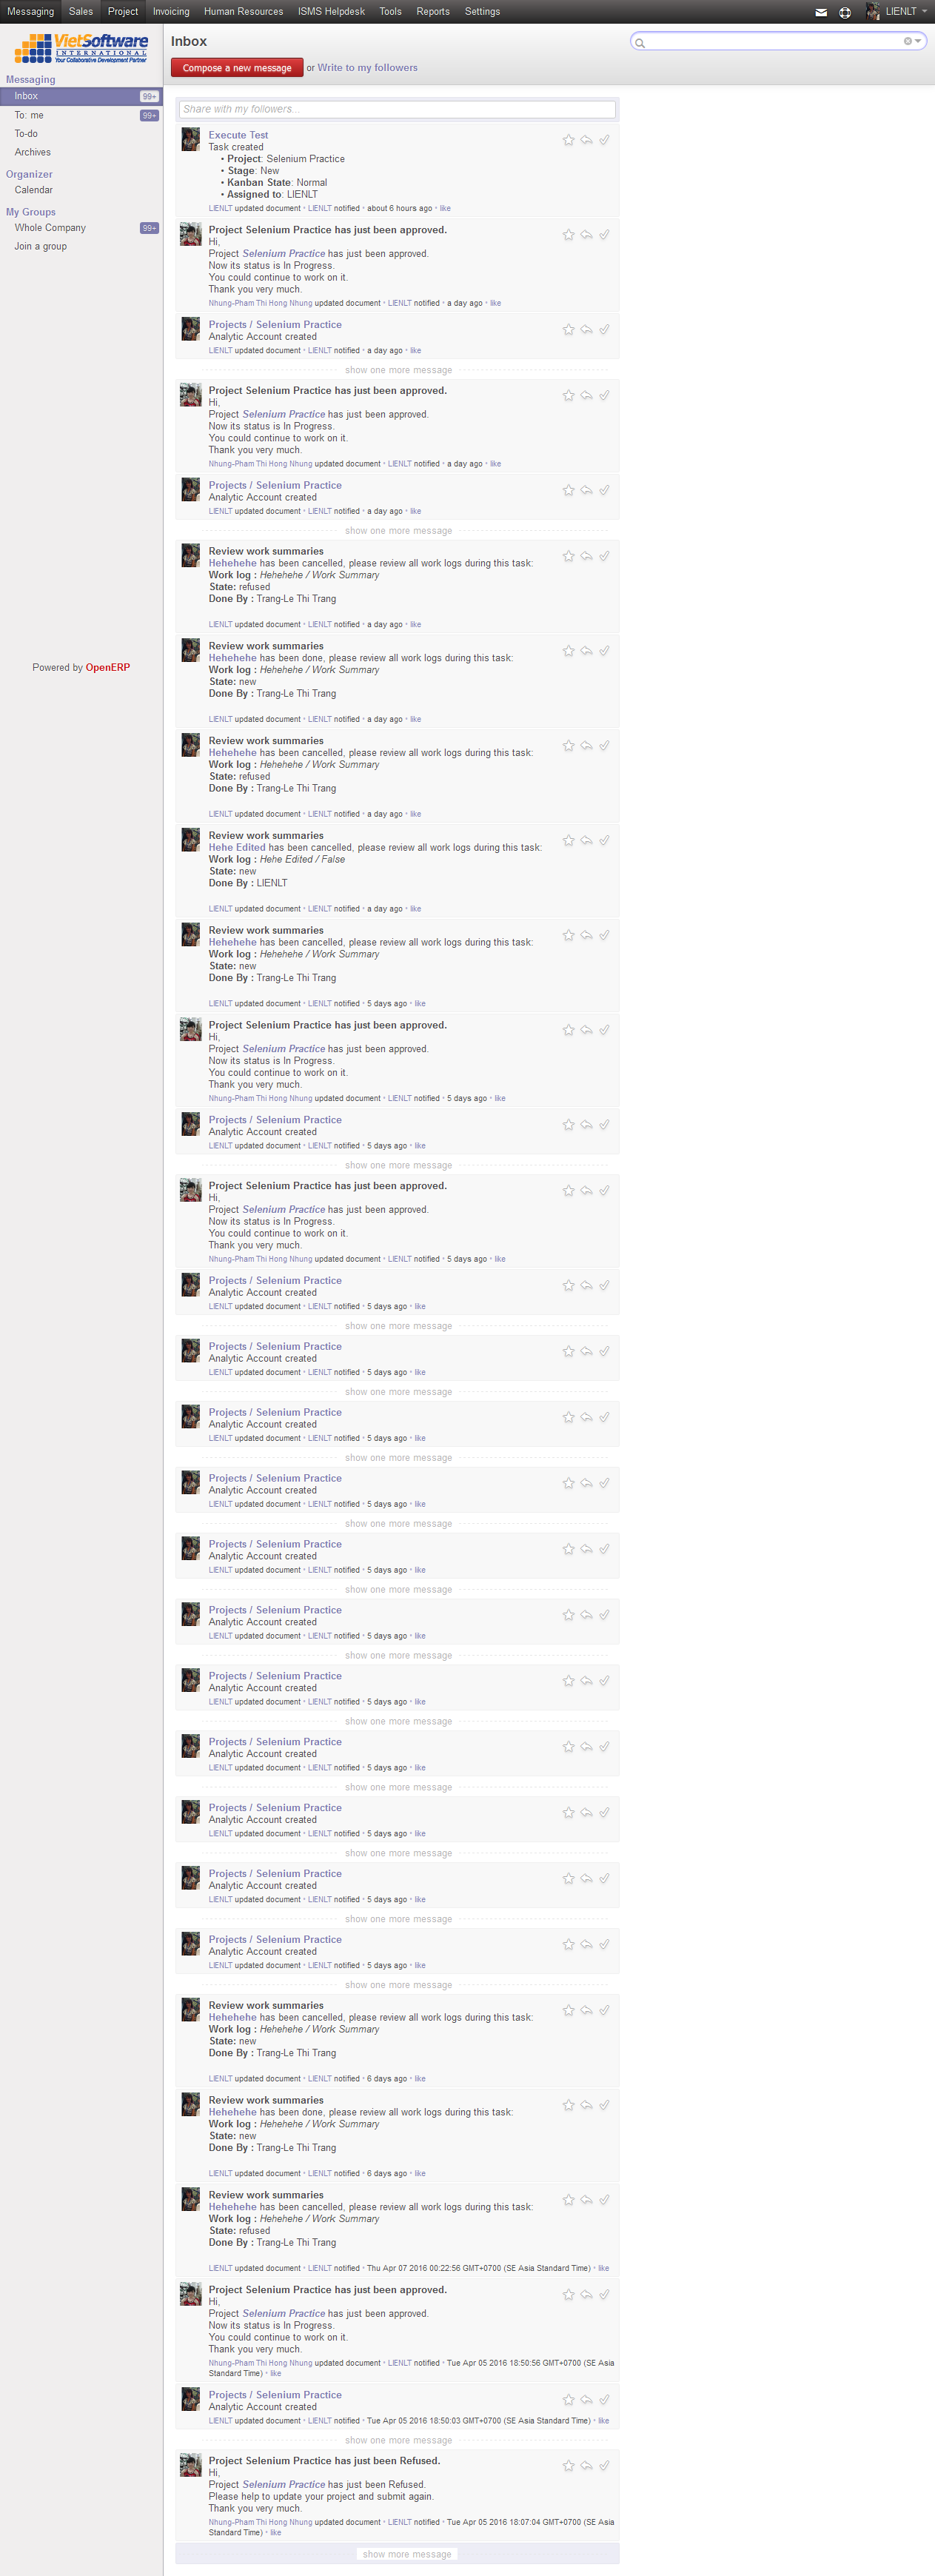 Messaging Sales Project Invoicing Human Resources ISMS Helpdesk Tools Reports Settings LIENLT
VietSoftware
INTERNATIONAL
Your Collaborative Development Partner
Messaging
Inbox 99+
To: me 99+
To-do
Archives
Organizer
Calendar
My Groups
Whole Company 99+
Join a group
Powered by OpenERP
Inbox
Compose a new message or Write to my followers
Share with my followers...
Execute Test
Task created
• Project: Selenium Practice
• Stage: New
• Kanban State: Normal
• Assigned to: LIENLT
LIENLT updated document • LIENLT notified • about 6 hours ago • like
Project Selenium Practice has just been approved.
Hi,
Project Selenium Practice has just been approved.
Now its status is In Progress.
You could continue to work on it.
Thank you very much.
Nhung-Pham Thi Hong Nhung updated document • LIENLT notified • a day ago • like
Projects / Selenium Practice
Analytic Account created
LIENLT updated document • LIENLT notified • a day ago • like
show one more message
Project Selenium Practice has just been approved.
Hi,
Project Selenium Practice has just been approved.
Now its status is In Progress.
You could continue to work on it.
Thank you very much.
Nhung-Pham Thi Hong Nhung updated document • LIENLT notified • a day ago • like
Projects / Selenium Practice
Analytic Account created
LIENLT updated document • LIENLT notified • a day ago • like
show one more message
Review work summaries
Hehehehe has been cancelled, please review all work logs during this task:
Work log : Hehehehe / Work Summary
State: refused
Done By : Trang-Le Thi Trang
LIENLT updated document • LIENLT notified • a day ago • like
Review work summaries
Hehehehe has been done, please review all work logs during this task:
Work log : Hehehehe / Work Summary
State: new
Done By : Trang-Le Thi Trang
LIENLT updated document • LIENLT notified • a day ago • like
Review work summaries
Hehehehe has been cancelled, please review all work logs during this task:
Work log : Hehehehe / Work Summary
State: refused
Done By : Trang-Le Thi Trang
LIENLT updated document • LIENLT notified • a day ago • like
Review work summaries
Hehe Edited has been cancelled, please review all work logs during this task:
Work log : Hehe Edited / False
State: new
Done By : LIENLT
LIENLT updated document • LIENLT notified • a day ago • like
Review work summaries
Hehehehe has been cancelled, please review all work logs during this task:
Work log : Hehehehe / Work Summary
State: new
Done By : Trang-Le Thi Trang
LIENLT updated document • LIENLT notified • 5 days ago • like
Project Selenium Practice has just been approved.
Hi,
Project Selenium Practice has just been approved.
Now its status is In Progress.
You could continue to work on it.
Thank you very much.
Nhung-Pham Thi Hong Nhung updated document • LIENLT notified • 5 days ago • like
Projects / Selenium Practice
Analytic Account created
LIENLT updated document • LIENLT notified • 5 days ago • like
show one more message
Project Selenium Practice has just been approved.
Hi,
Project Selenium Practice has just been approved.
Now its status is In Progress.
You could continue to work on it.
Thank you very much.
Nhung-Pham Thi Hong Nhung updated document • LIENLT notified • 5 days ago • like
Projects / Selenium Practice
Analytic Account created
LIENLT updated document • LIENLT notified • 5 days ago • like
show one more message
Projects / Selenium Practice
Analytic Account created
LIENLT updated document • LIENLT notified • 5 days ago • like
show one more message
Projects / Selenium Practice
Analytic Account created
LIENLT updated document • LIENLT notified • 5 days ago • like
show one more message
Projects / Selenium Practice
Analytic Account created
LIENLT updated document • LIENLT notified • 5 days ago • like
show one more message
Projects / Selenium Practice
Analytic Account created
LIENLT updated document • LIENLT notified • 5 days ago • like
show one more message
Projects / Selenium Practice
Analytic Account created
LIENLT updated document • LIENLT notified • 5 days ago • like
show one more message
Projects / Selenium Practice
Analytic Account created
LIENLT updated document • LIENLT notified • 5 days ago • like
show one more message
Projects / Selenium Practice
Analytic Account created
LIENLT updated document • LIENLT notified • 5 days ago • like
show one more message
Projects / Selenium Practice
Analytic Account created
LIENLT updated document • LIENLT notified • 5 days ago • like
show one more message
Projects / Selenium Practice
Analytic Account created
LIENLT updated document • LIENLT notified • 5 days ago • like
show one more message
Projects / Selenium Practice
Analytic Account created
LIENLT updated document • LIENLT notified • 5 days ago • like
show one more message
Review work summaries
Hehehehe has been cancelled, please review all work logs during this task:
Work log : Hehehehe / Work Summary
State: new
Done By : Trang-Le Thi Trang
LIENLT updated document • LIENLT notified • 6 days ago • like
Review work summaries
Hehehehe has been done, please review all work logs during this task:
Work log : Hehehehe / Work Summary
State: new
Done By : Trang-Le Thi Trang
LIENLT updated document • LIENLT notified • 6 days ago • like
Review work summaries
Hehehehe has been cancelled, please review all work logs during this task:
Work log : Hehehehe / Work Summary
State: refused
Done By : Trang-Le Thi Trang
LIENLT updated document • LIENLT notified • Thu Apr 07 2016 00:22:56 GMT+0700 (SE Asia Standard Time) • like
Project Selenium Practice has just been approved.
Hi,
Project Selenium Practice has just been approved.
Now its status is In Progress.
You could continue to work on it.
Thank you very much.
Nhung-Pham Thi Hong Nhung updated document • LIENLT notified • Tue Apr 05 2016 18:50:56 GMT+0700 (SE Asia
Standard Time) • like
Projects / Selenium Practice
Analytic Account created
LIENLT updated document • LIENLT notified • Tue Apr 05 2016 18:50:03 GMT+0700 (SE Asia Standard Time) • like
show one more message
Project Selenium Practice has just been Refused.
Hi,
Project Selenium Practice has just been Refused.
Please help to update your project and submit again.
Thank you very much.
Nhung-Pham Thi Hong Nhung updated document • LIENLT notified • Tue Apr 05 2016 18:07:04 GMT+0700 (SE Asia
Standard Time) • like
show more message